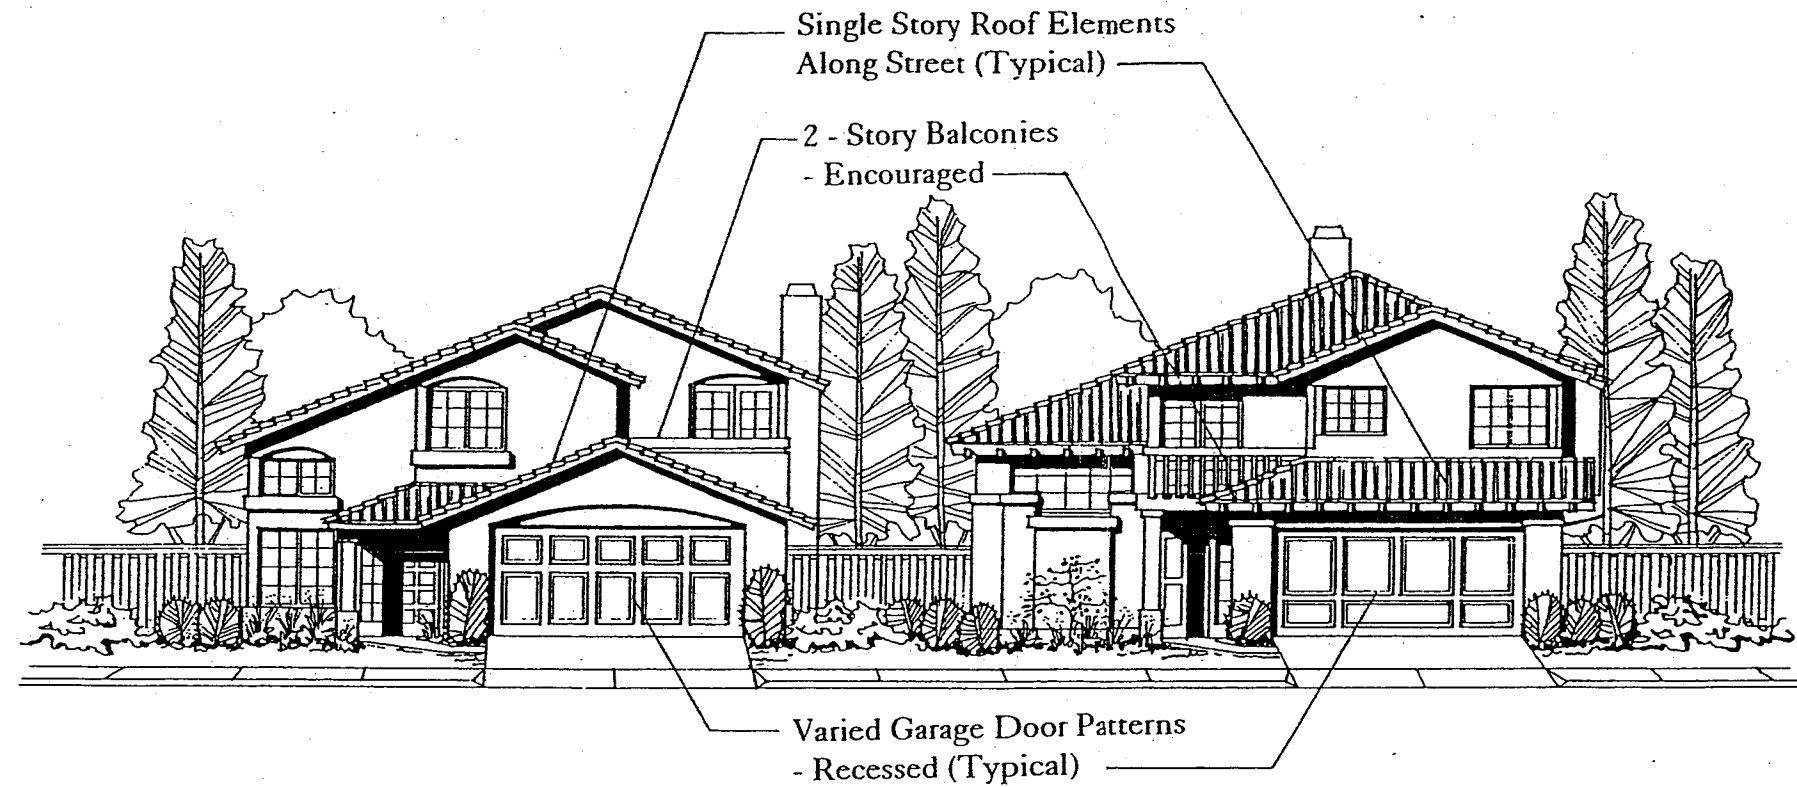 Single Story Roof Elements
Along Street (Typical)
2 - Story Balconies
- Encouraged
Varied Garage Door Patterns
- Recessed (Typical)